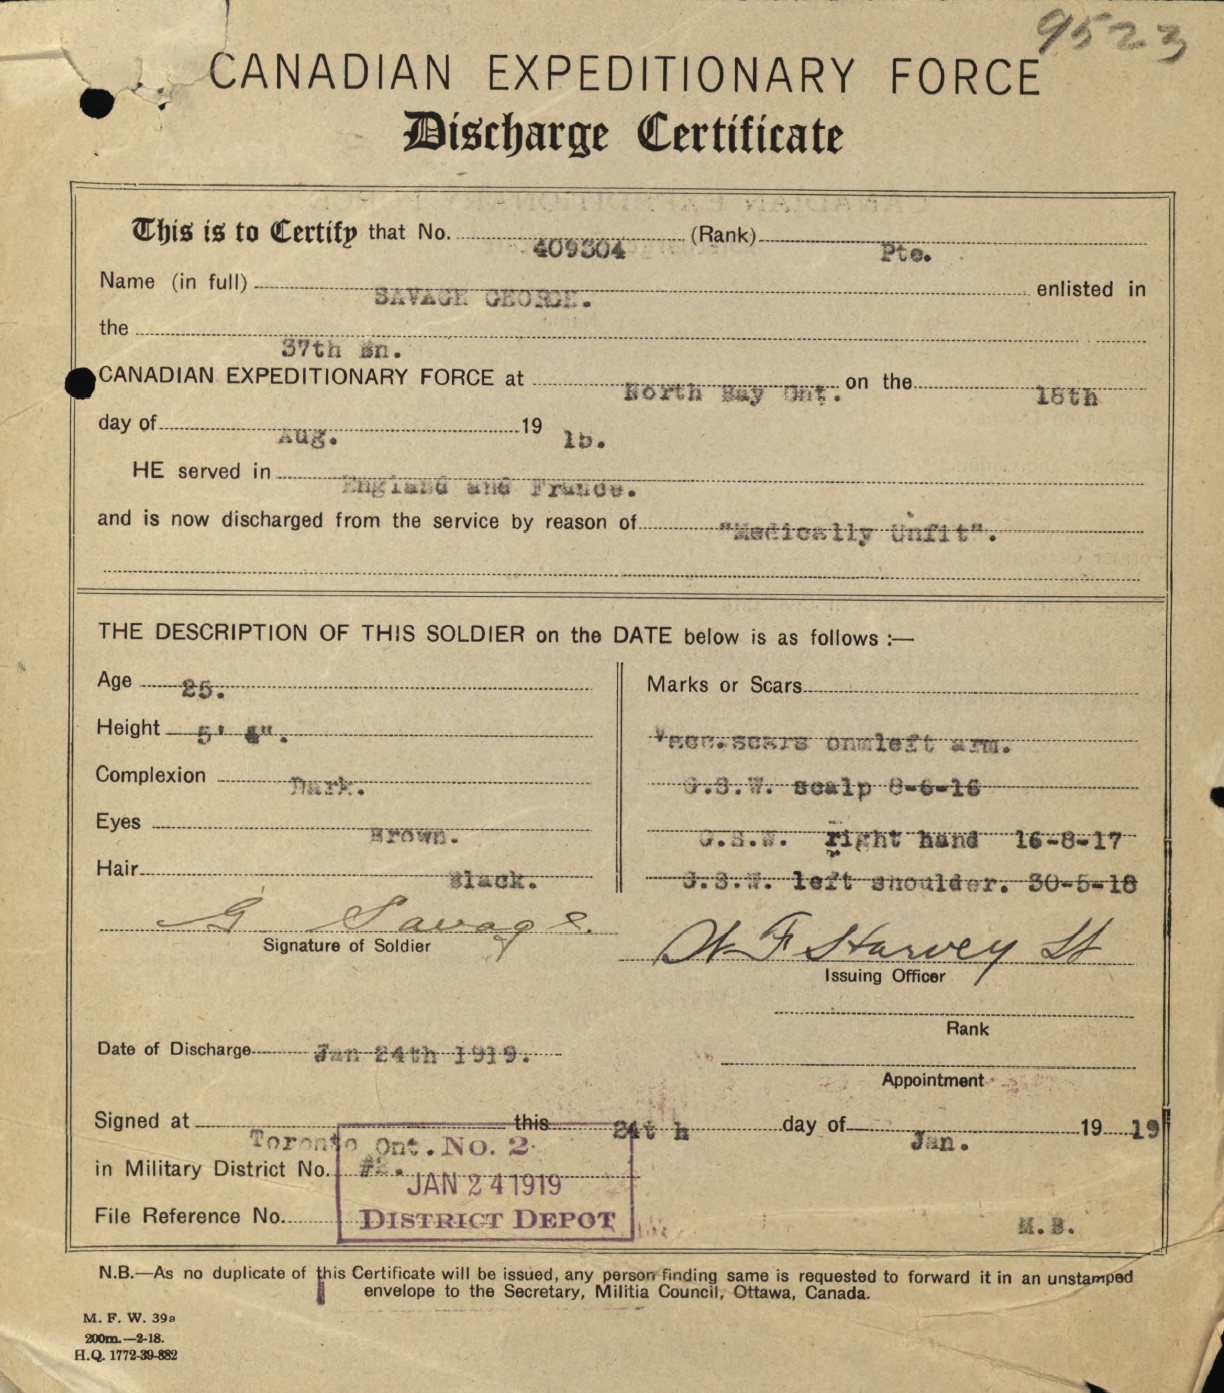 9523
CANADIAN EXPEDITIONARY FORCE
Discharge Certificate
This is to Certify that No. 409304 (Rank) Pte.
Name (in full) SAVAGE GEORGE. enlisted in
the 37th Bn.
CANADIAN EXPEDITIONARY FORCE at North Bay Ont. on the 18th
day of Aug. 19 15.
HE served in England and France.
and is now discharged from the service by reason of "Medically Unfit".
THE DESCRIPTION OF THIS SOLDIER on the DATE below is as follows :—
Age 25.
Height 5' 4".
Complexion Dark.
Eyes Brown.
Hair Black.
Marks or Scars
Vacc.scars onmleft arm.
G.S.W. scalp 8-6-16
G.S.W. right hand 16-8-17
G.S.W. left shoulder. 30-5-18
G Savage.
Signature of Soldier
F Harvey Lt
Issuing Officer
Rank
Date of Discharge Jan 24th 1919.
Appointment
Signed at Toronto Ont. this 24t h day of Jan. 19 19
in Military District No. #2.
File Reference No.
No. 2
JAN 24 1919
DISTRICT DEPOT
M.B.
N.B.—As no duplicate of this Certificate will be issued, any person finding same is requested to forward it in an unstamped
envelope to the Secretary, Militia Council, Ottawa, Canada.
M. F. W. 39a
200m.—2-18.
H.Q. 1772-39-882